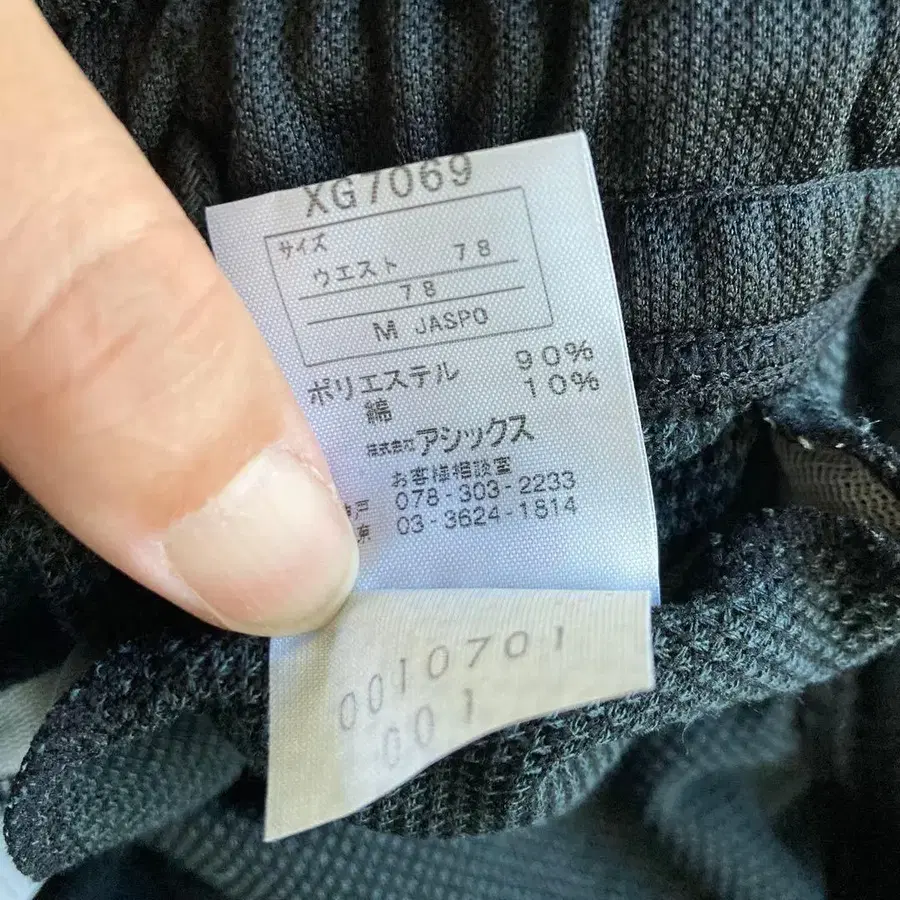 XG7069
サイズ
ウエスト 78
78
M JASPO
ポリエステル 90%
綿 10%
株式会社アシックス
お客様相談室
神戸 078-303-2233
03-3624-1814
0010701
001